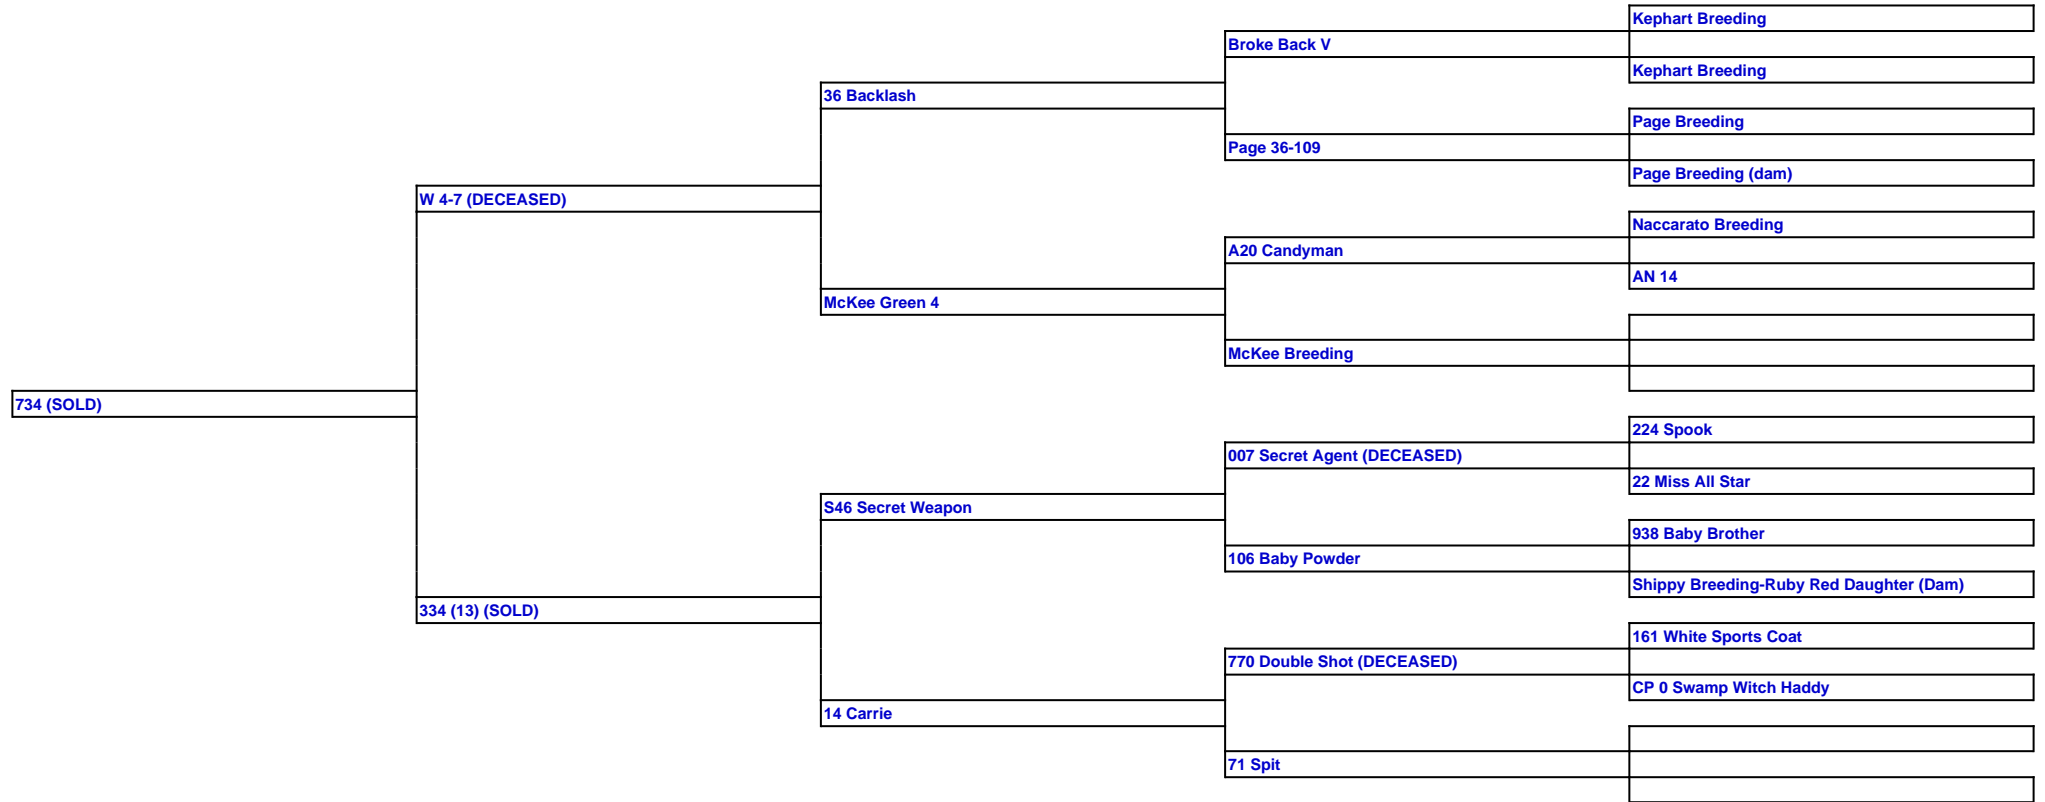 Kephart Breeding
Broke Back V
Kephart Breeding
36 Backlash
Page Breeding
Page 36-109
Page Breeding (dam)
W 4-7 (DECEASED)
Naccarato Breeding
A20 Candyman
AN 14
McKee Green 4
McKee Breeding
734 (SOLD)
224 Spook
007 Secret Agent (DECEASED)
22 Miss All Star
S46 Secret Weapon
938 Baby Brother
106 Baby Powder
Shippy Breeding-Ruby Red Daughter (Dam)
334 (13) (SOLD)
161 White Sports Coat
770 Double Shot (DECEASED)
CP 0 Swamp Witch Haddy
14 Carrie
71 Spit